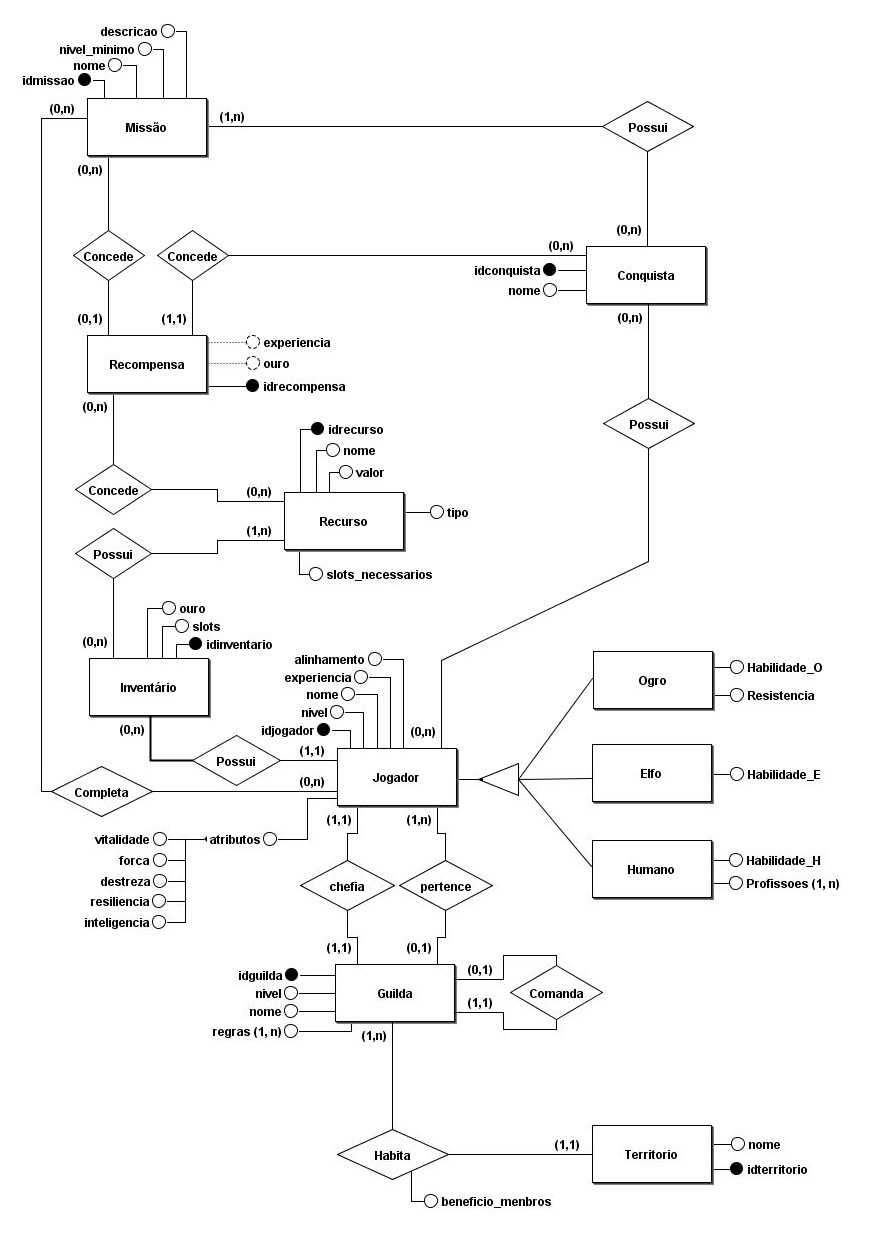 descricao
nivel_minimo
nome
idmissao
(0,n)
(1,n)
Missão
Possui
(0,n)
(0,n)
(0,n)
Concede
Concede
idconquista
Conquista
nome
(0,1)
(1,1)
(0,n)
experiencia
Recompensa
ouro
idrecompensa
(0,n)
Possui
idrecurso
nome
valor
Concede
(0,n)
tipo
Recurso
(1,n)
Possui
slots_necessarios
ouro
slots
(0,n)
idinventario
alinhamento
Habilidade_O
experiencia
Ogro
Inventário
nome
Resistencia
nivel
(0,n)
idjogador
(0,n)
(1,1)
Possui
Jogador
Elfo
Habilidade_E
(0,n)
Completa
(1,1)
(1,n)
vitalidade
atributos
forca
Habilidade_H
Humano
destreza
chefia
pertence
Profissoes (1, n)
resiliencia
inteligencia
(1,1)
(0,1)
(0,1)
idguilda
nivel
Guilda
Comanda
(1,1)
nome
regras (1, n)
(1,n)
(1,1)
nome
Habita
Territorio
idterritorio
beneficio_menbros